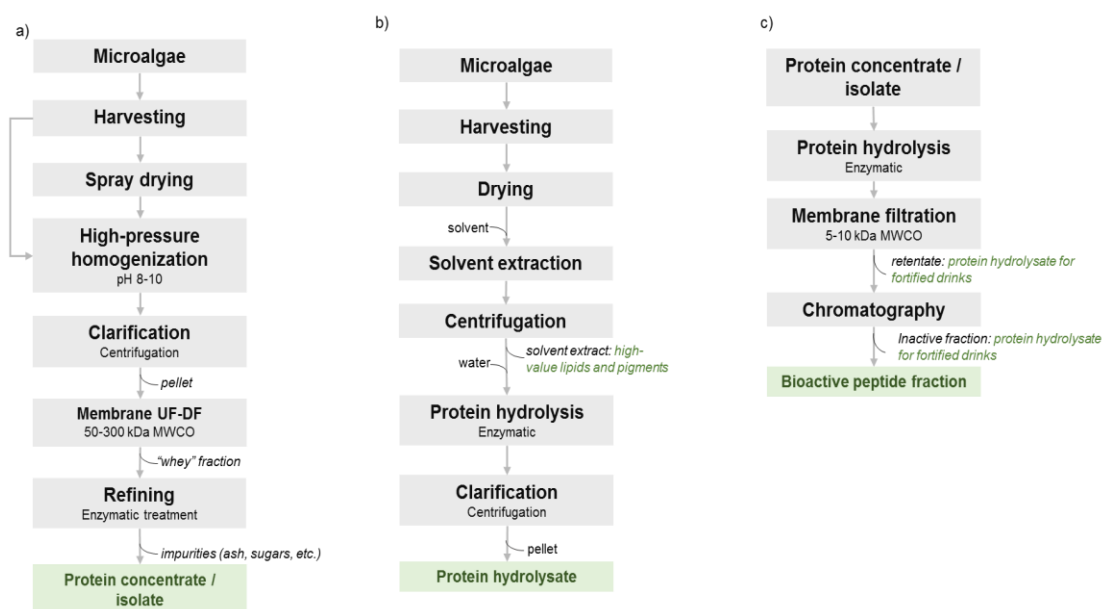 a)
Microalgae
Harvesting
Spray drying
High-pressure
homogenization
pH 8-10
Clarification
Centrifugation
pellet
Membrane UF-DF
50-300 kDa MWCO
“whey” fraction
Refining
Enzymatic treatment
impurities (ash, sugars, etc.)
Protein concentrate /
isolate
b)
Microalgae
Harvesting
Drying
solvent
Solvent extraction
Centrifugation
solvent extract: high-
value lipids and pigments
water
Protein hydrolysis
Enzymatic
Clarification
Centrifugation
pellet
Protein hydrolysate
c)
Protein concentrate /
isolate
Protein hydrolysis
Enzymatic
Membrane filtration
5-10 kDa MWCO
retentate: protein hydrolysate for
fortified drinks
Chromatography
Inactive fraction: protein hydrolysate
for fortified drinks
Bioactive peptide fraction